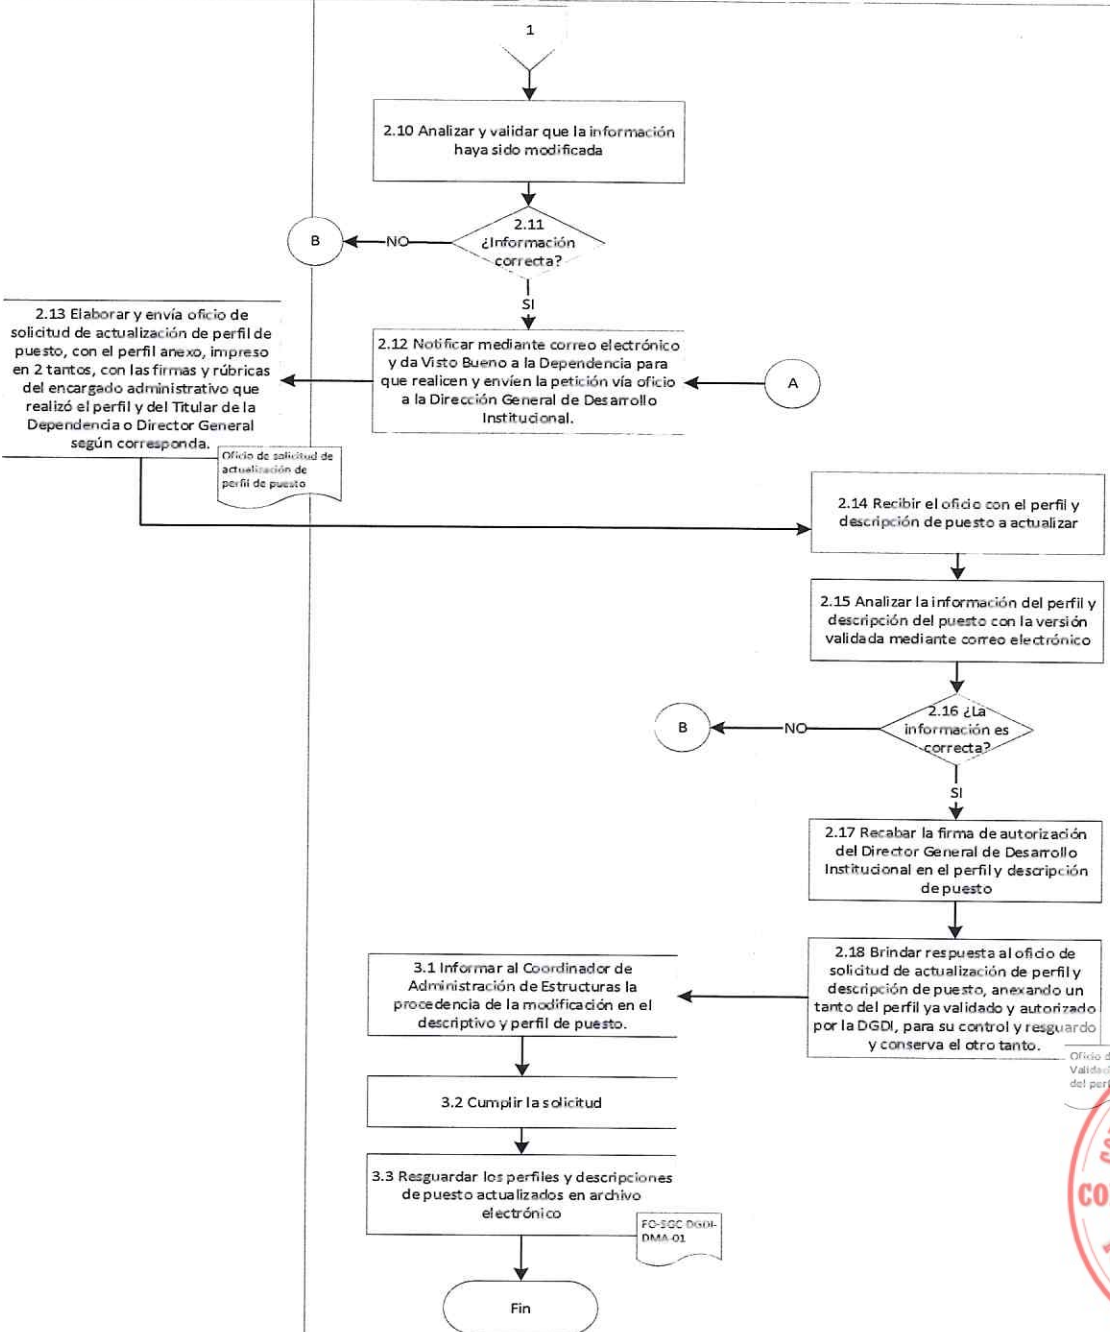 1
2.10 Analizar y validar que la información
haya sido modificada
2.11
¿Información
correcta?
B
NO
SI
2.13 Elaborar y envía oficio de
solicitud de actualización de perfil de
puesto, con el perfil anexo, impreso
en 2 tantos, con las firmas y rúbricas
del encargado administrativo que
realizó el perfil y del Titular de la
Dependencia o Director General
según corresponda.
Oficio de solicitud de
actualización de
perfil de puesto
2.12 Notificar mediante correo electrónico
y da Visto Bueno a la Dependencia para
que realicen y envíen la petición vía oficio
a la Dirección General de Desarrollo
Institucional.
A
2.14 Recibir el oficio con el perfil y
descripción de puesto a actualizar
2.15 Analizar la información del perfil y
descripción del puesto con la versión
validada mediante correo electrónico
2.16 ¿La
información es
correcta?
B
NO
SI
2.17 Recabar la firma de autorización
del Director General de Desarrollo
Institucional en el perfil y descripción
de puesto
2.18 Brindar respuesta al oficio de
solicitud de actualización de perfil y
descripción de puesto, anexando un
tanto del perfil ya validado y autorizado
por la DGDI, para su control y resguardo
y conserva el otro tanto.
Oficio d
Validac
del per
3.1 Informar al Coordinador de
Administración de Estructuras la
procedencia de la modificación en el
descriptivo y perfil de puesto.
3.2 Cumplir la solicitud
3.3 Resguardar los perfiles y descripciones
de puesto actualizados en archivo
electrónico
FO-SGC DGDI-
DMA-01
Fin
CO